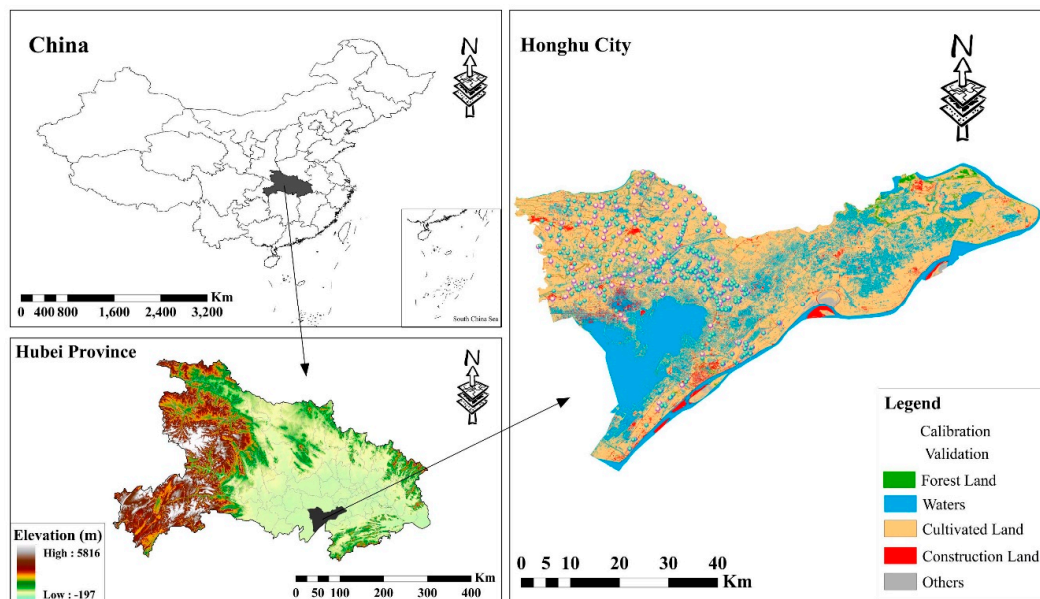 China
N
Km
0 400 800 1,600 2,400 3,200
South China Sea
Hubei Province
N
Elevation (m)
High : 5816
Low : -197
Km
0 50 100 200 300 400
Honghu City
N
Legend
Calibration
Validation
Forest Land
Waters
Cultivated Land
Construction Land
Others
0 5 10 20 30 40
Km